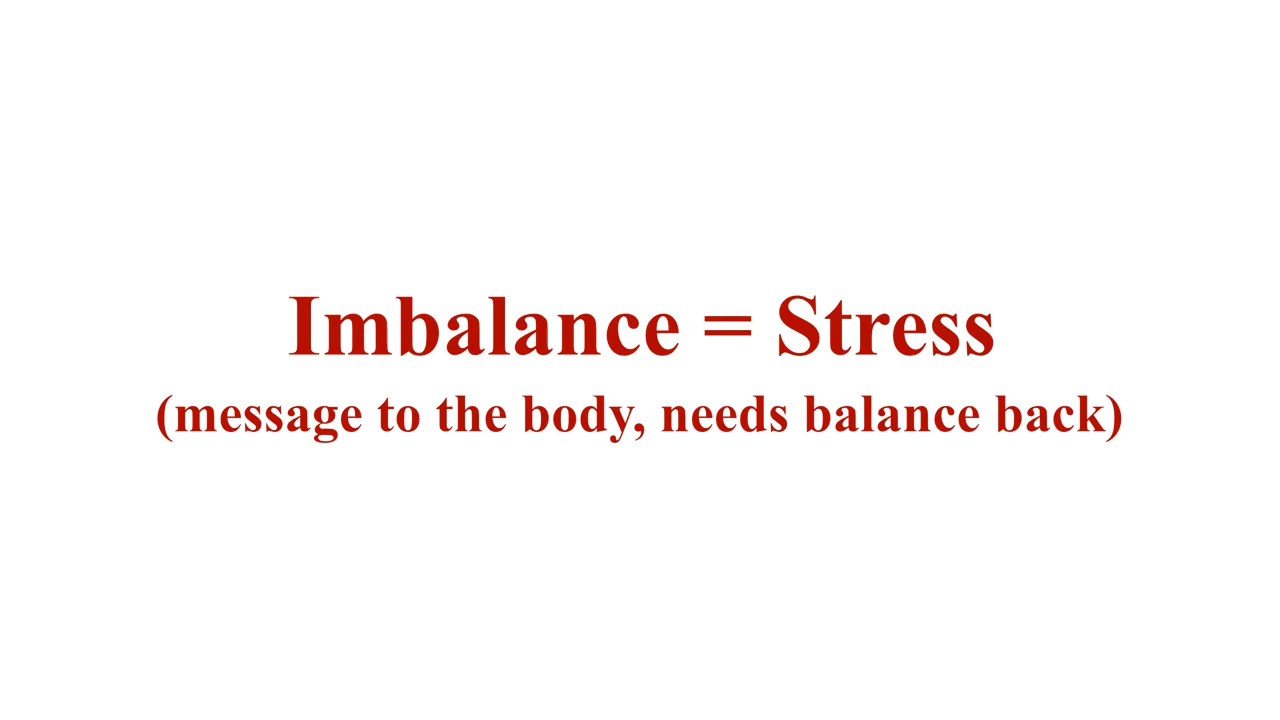 Imbalance = Stress
(message to the body, needs balance back)